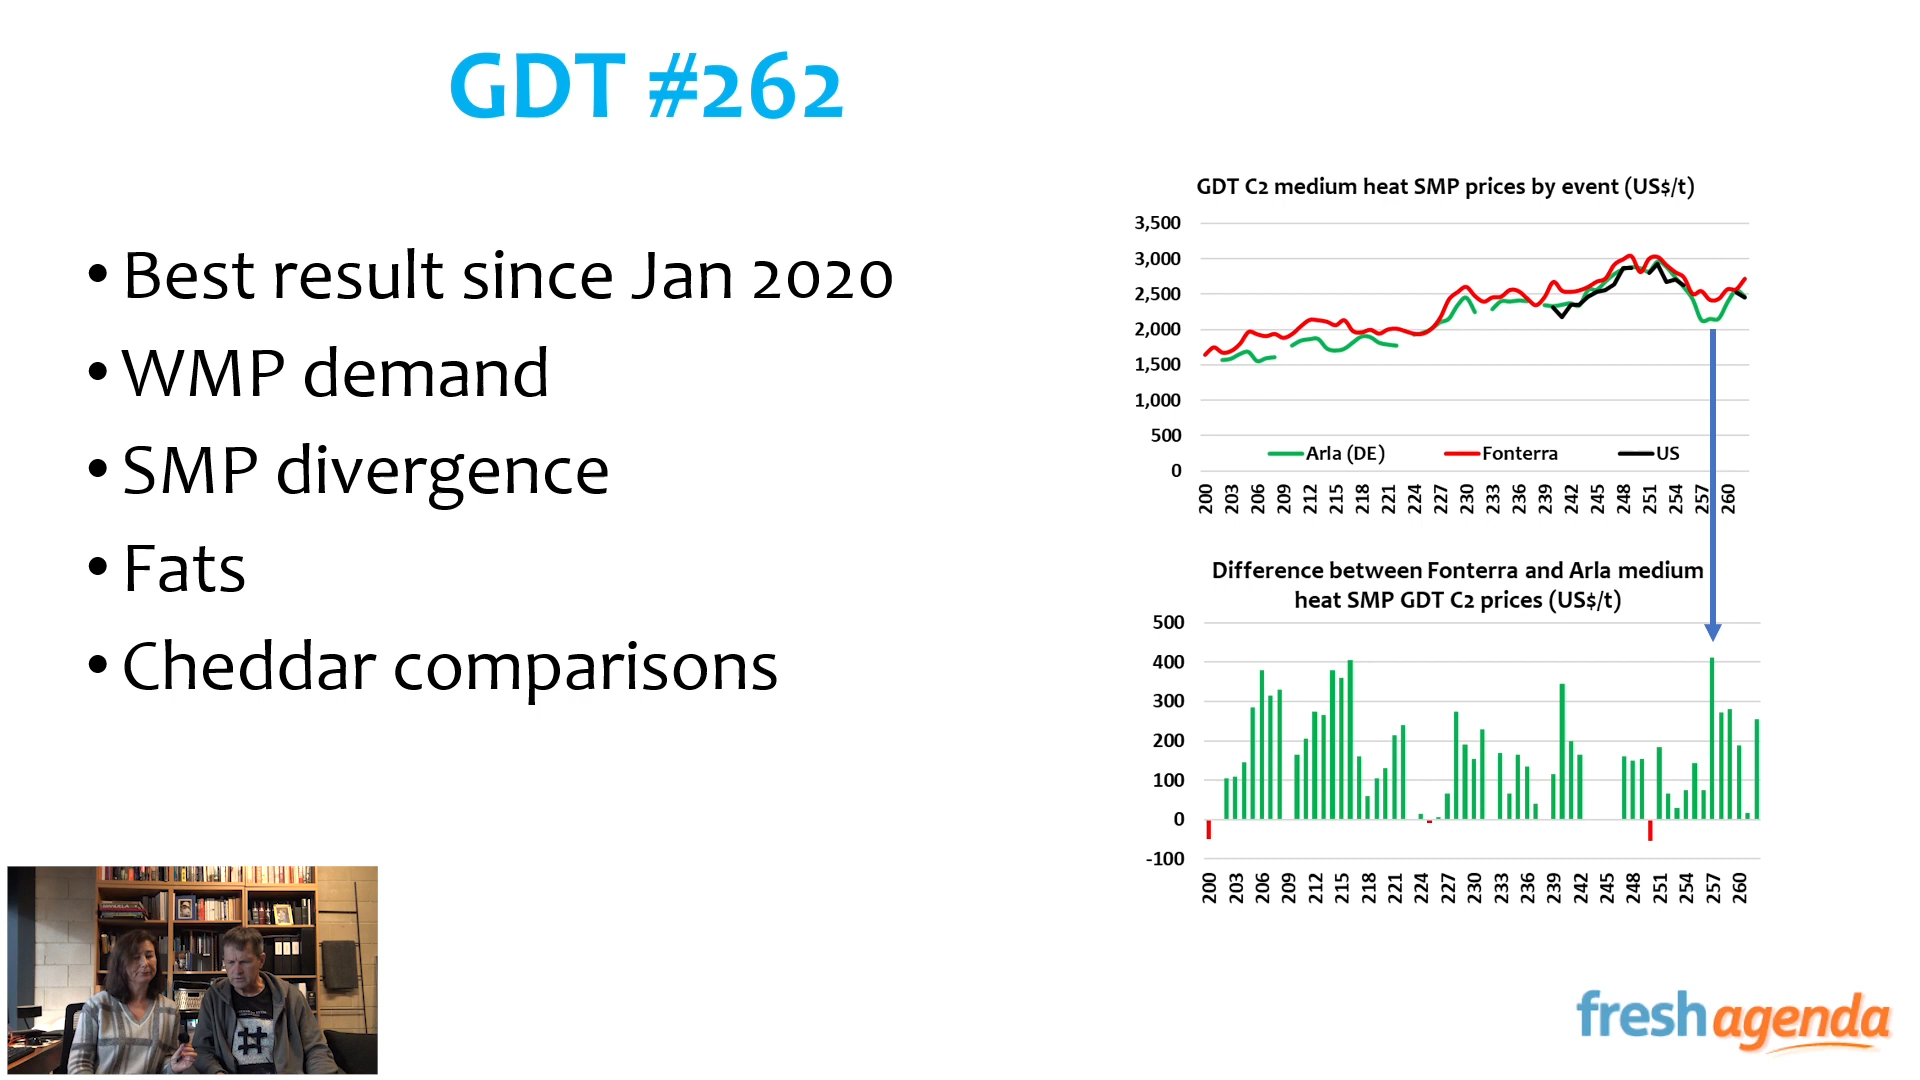 GDT #262
• Best result since Jan 2020
• WMP demand
• SMP divergence
• Fats
• Cheddar comparisons
GDT C2 medium heat SMP prices by event (US$/t)
3,500
3,000
2,500
2,000
1,500
1,000
500
0
Arla (DE) Fonterra US
200 203 206 209 212 215 218 221 224 227 230 233 236 239 242 245 248 251 254 257 260
Difference between Fonterra and Arla medium
heat SMP GDT C2 prices (US$/t)
500
400
300
200
100
0
-100
200 203 206 209 212 215 218 221 224 227 230 233 236 239 242 245 248 251 254 257 260
fresh agenda